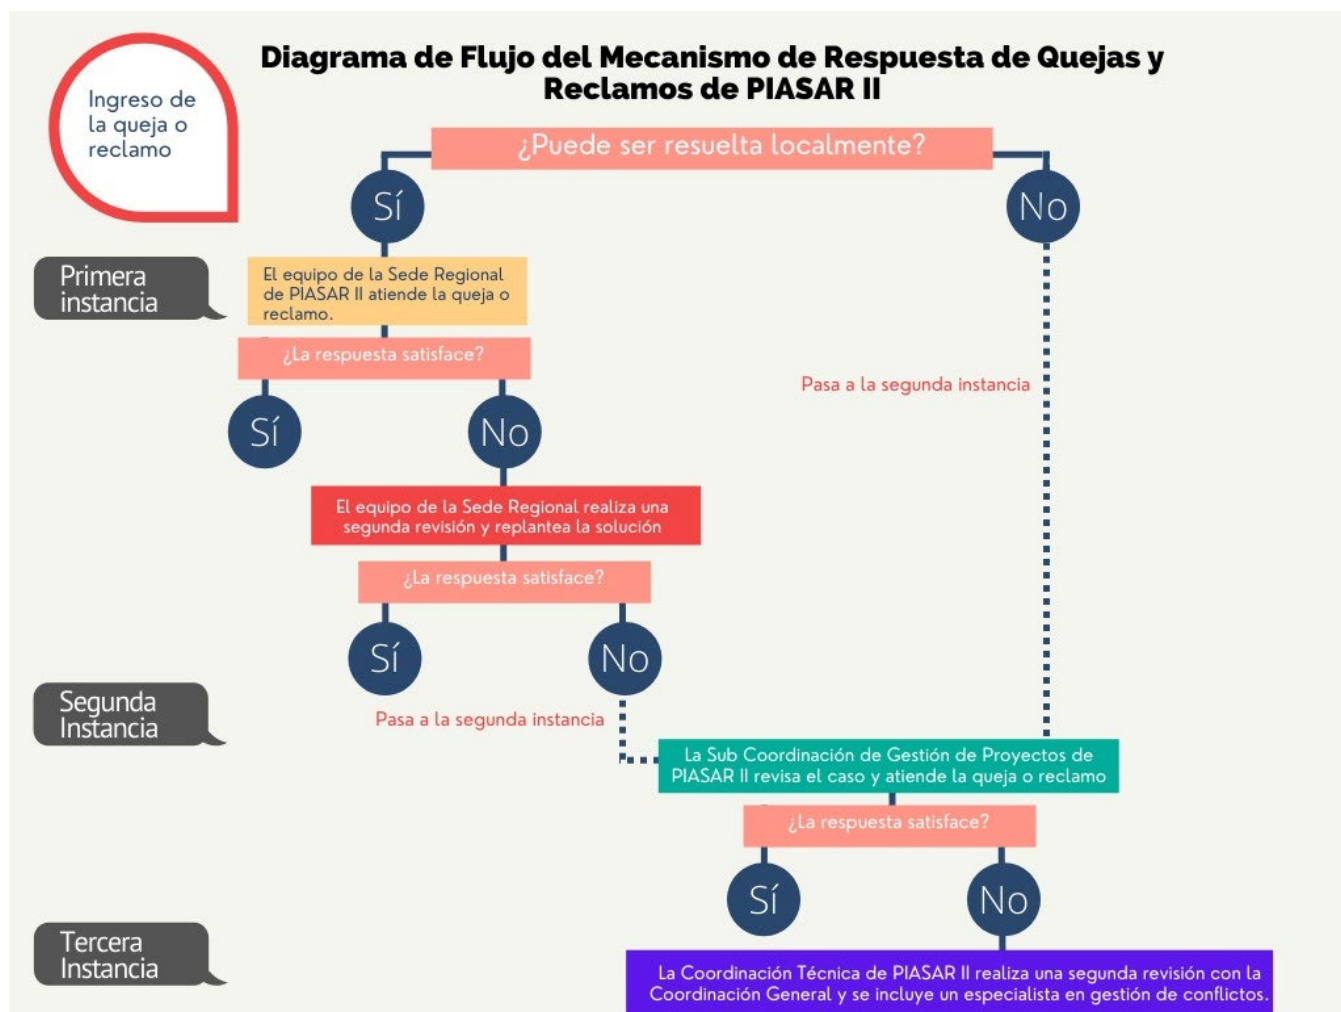 Diagrama de Flujo del Mecanismo de Respuesta de Quejas y
Reclamos de PIASAR II
Ingreso de
la queja o
reclamo
¿Puede ser resuelta localmente?
Sí
No
Primera
instancia
El equipo de la Sede Regional
de PIASAR II atiende la queja o
reclamo.
¿La respuesta satisface?
Pasa a la segunda instancia
Sí
No
El equipo de la Sede Regional realiza una
segunda revisión y replantea la solución
¿La respuesta satisface?
Sí
No
Segunda
Instancia
Pasa a la segunda instancia
La Sub Coordinación de Gestión de Proyectos de
PIASAR II revisa el caso y atiende la queja o reclamo
¿La respuesta satisface?
Sí
No
Tercera
Instancia
La Coordinación Técnica de PIASAR II realiza una segunda revisión con la
Coordinación General y se incluye un especialista en gestión de conflictos.